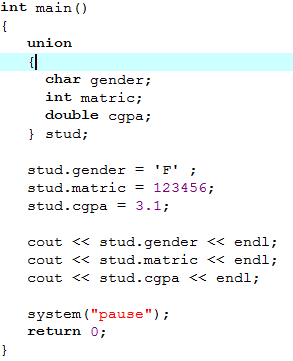 int main()
{
   union
   {
     char gender;
     int matric;
     double cgpa;
   } stud;

   stud.gender = 'F' ;
   stud.matric = 123456;
   stud.cgpa = 3.1;

   cout << stud.gender << endl;
   cout << stud.matric << endl;
   cout << stud.cgpa << endl;

   system("pause");
   return 0;
}